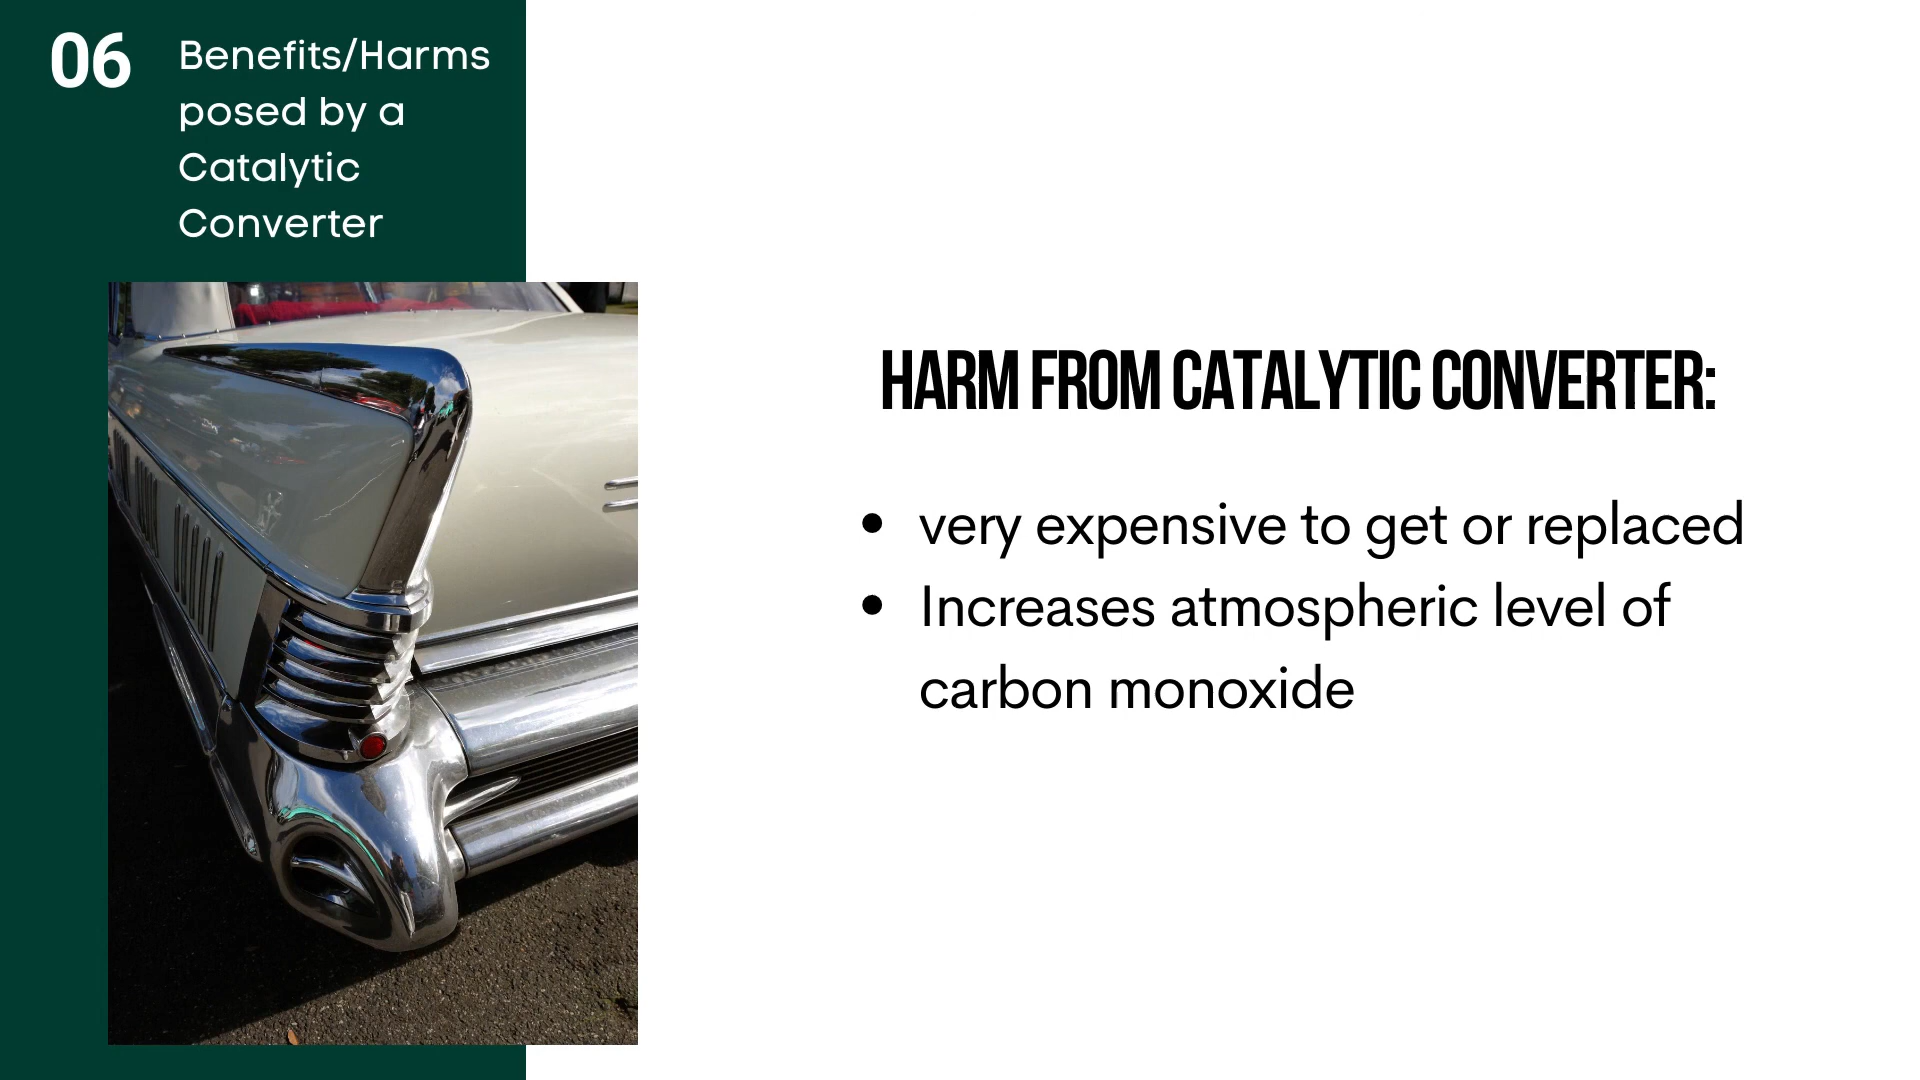 06
Benefits/Harms
posed by a
Catalytic
Converter
HARM FROM CATALYTIC CONVERTER:
• very expensive to get or replaced
• Increases atmospheric level of
carbon monoxide